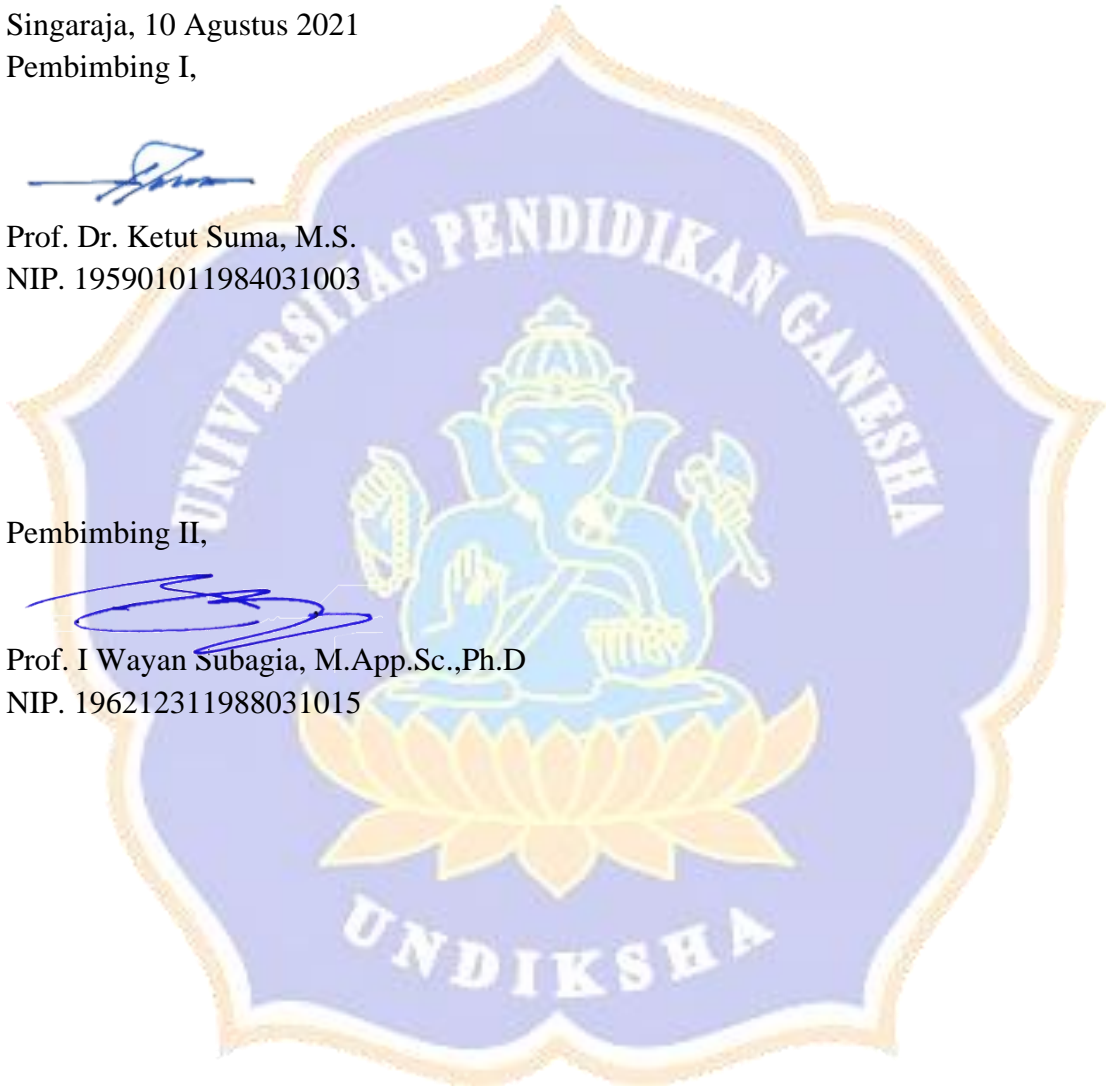 Singaraja, 10 Agustus 2021
Pembimbing I,
Prof. Dr. Ketut Suma, M.S.
NIP. 195901011984031003
UNIVERSITAS PENDIDIKAN GANESHA
Pembimbing II,
Prof. I Wayan Subagia, M.App.Sc.,Ph.D
NIP. 196212311988031015
UNDIKSHA